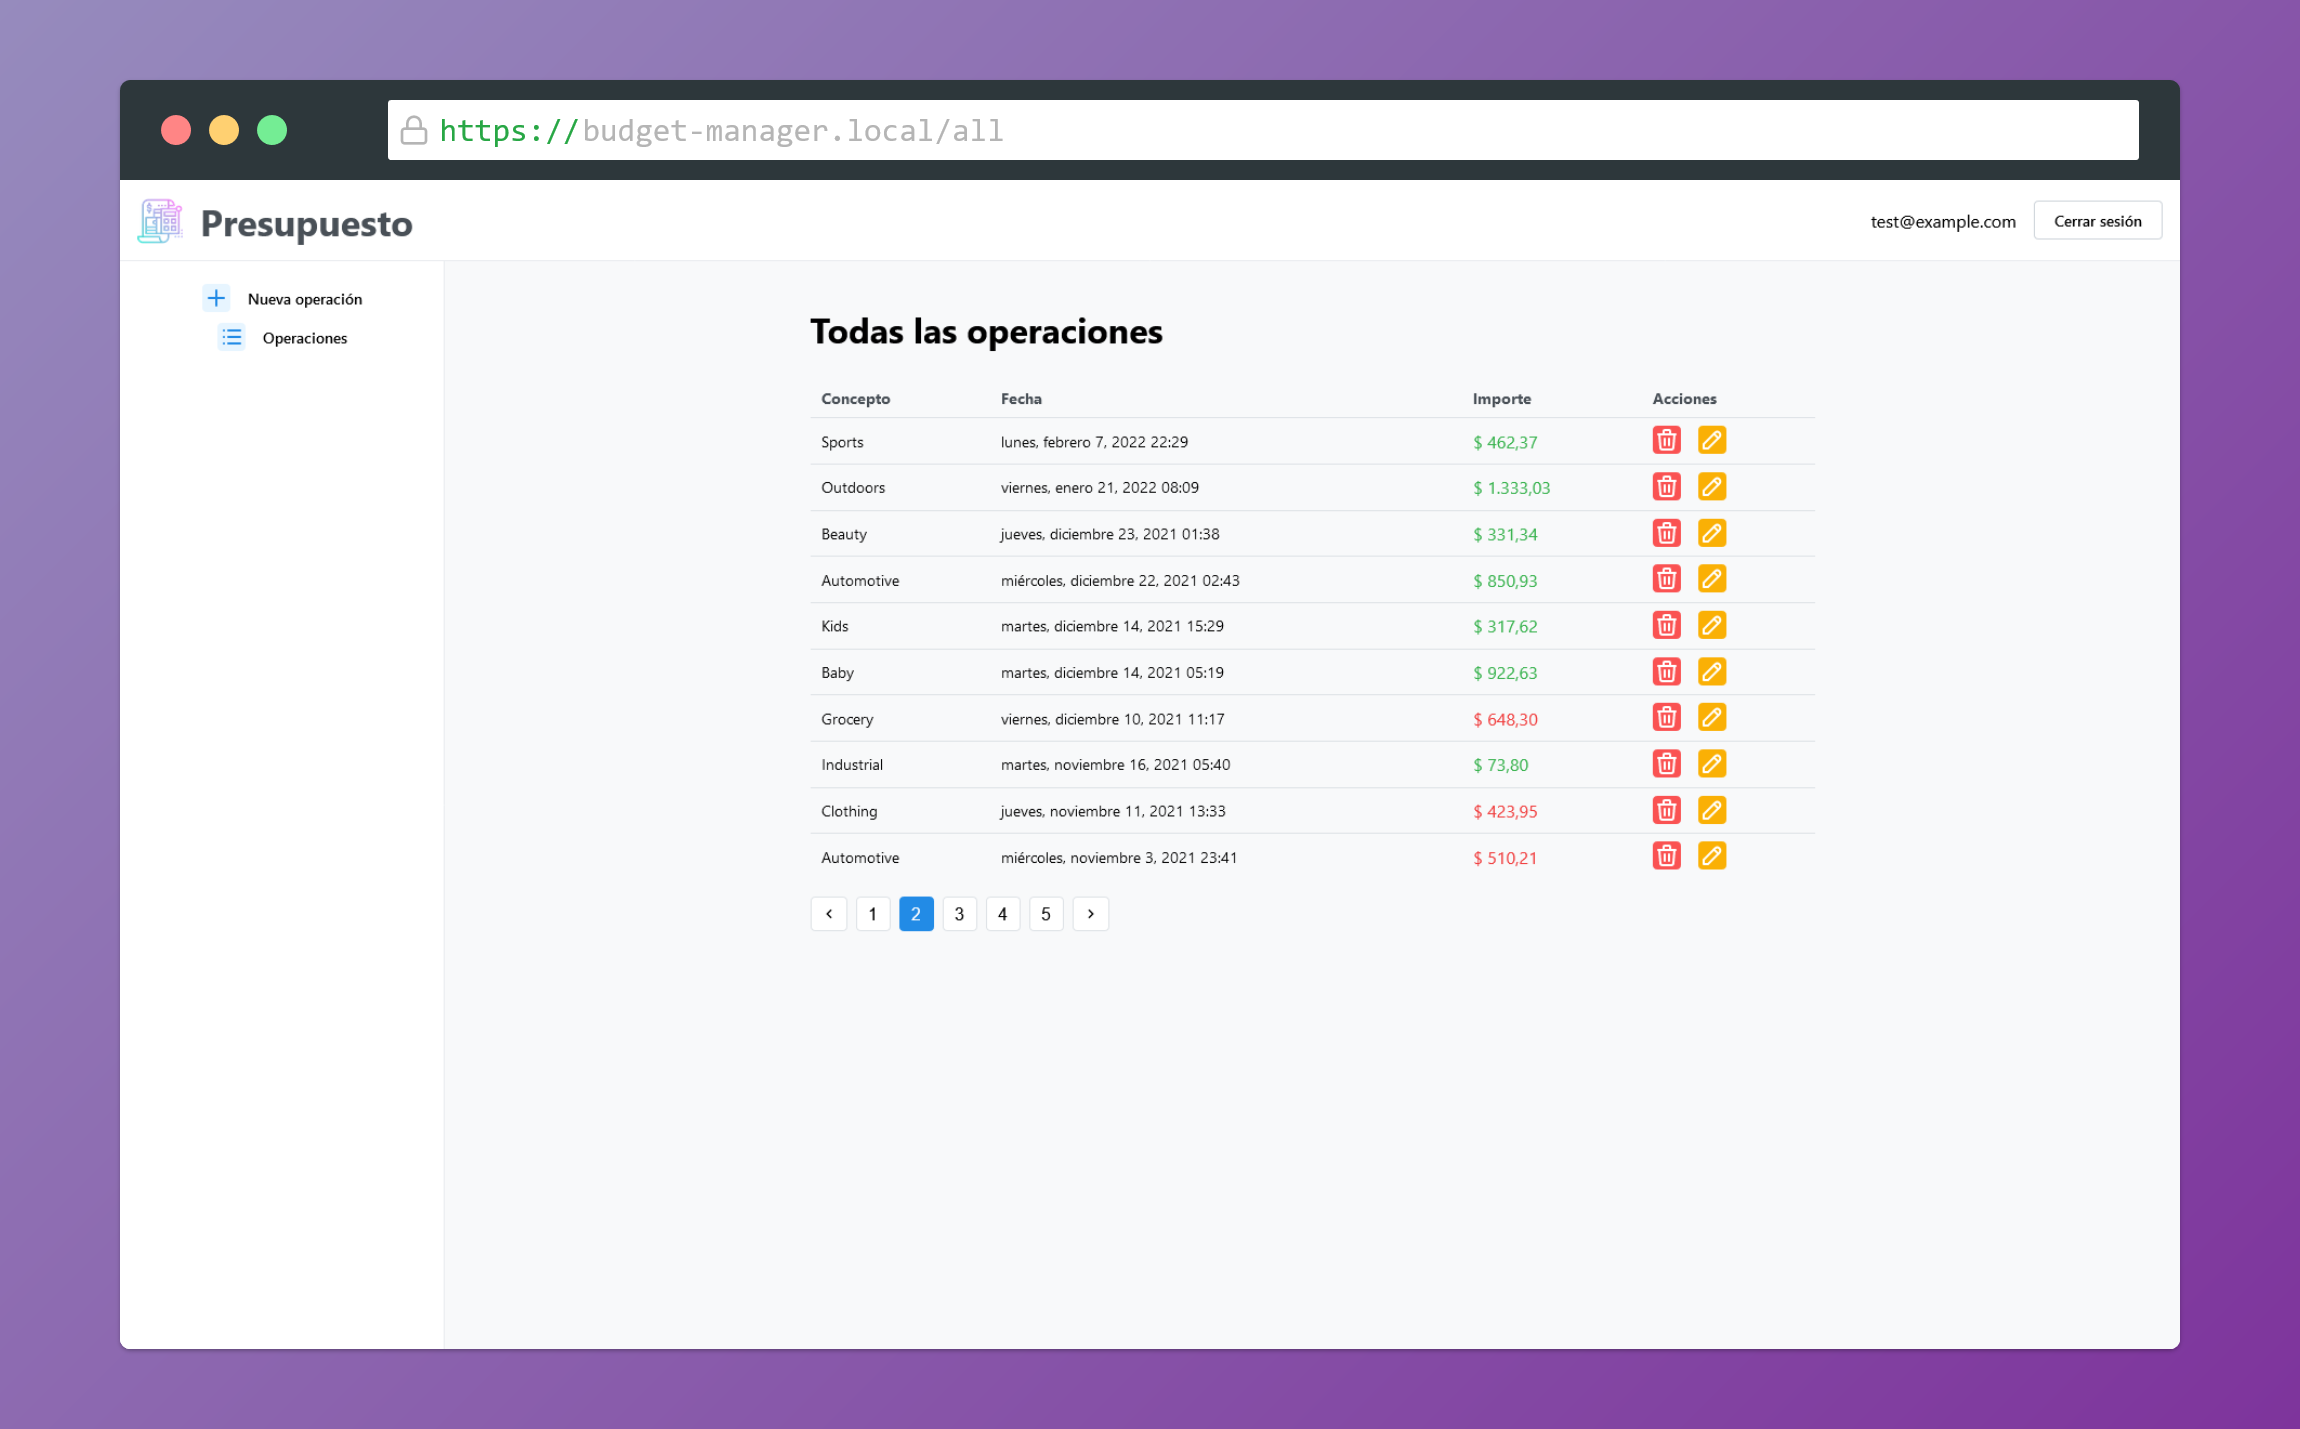 https://budget-manager.local/all
Presupuesto
test@example.com Cerrar sesión
Nueva operación
Operaciones
Todas las operaciones
Concepto Fecha Importe Acciones
Sports lunes, febrero 7, 2022 22:29 $ 462,37
Outdoors viernes, enero 21, 2022 08:09 $ 1.333,03
Beauty jueves, diciembre 23, 2021 01:38 $ 331,34
Automotive miércoles, diciembre 22, 2021 02:43 $ 850,93
Kids martes, diciembre 14, 2021 15:29 $ 317,62
Baby martes, diciembre 14, 2021 05:19 $ 922,63
Grocery viernes, diciembre 10, 2021 11:17 $ 648,30
Industrial martes, noviembre 16, 2021 05:40 $ 73,80
Clothing jueves, noviembre 11, 2021 13:33 $ 423,95
Automotive miércoles, noviembre 3, 2021 23:41 $ 510,21
1 2 3 4 5